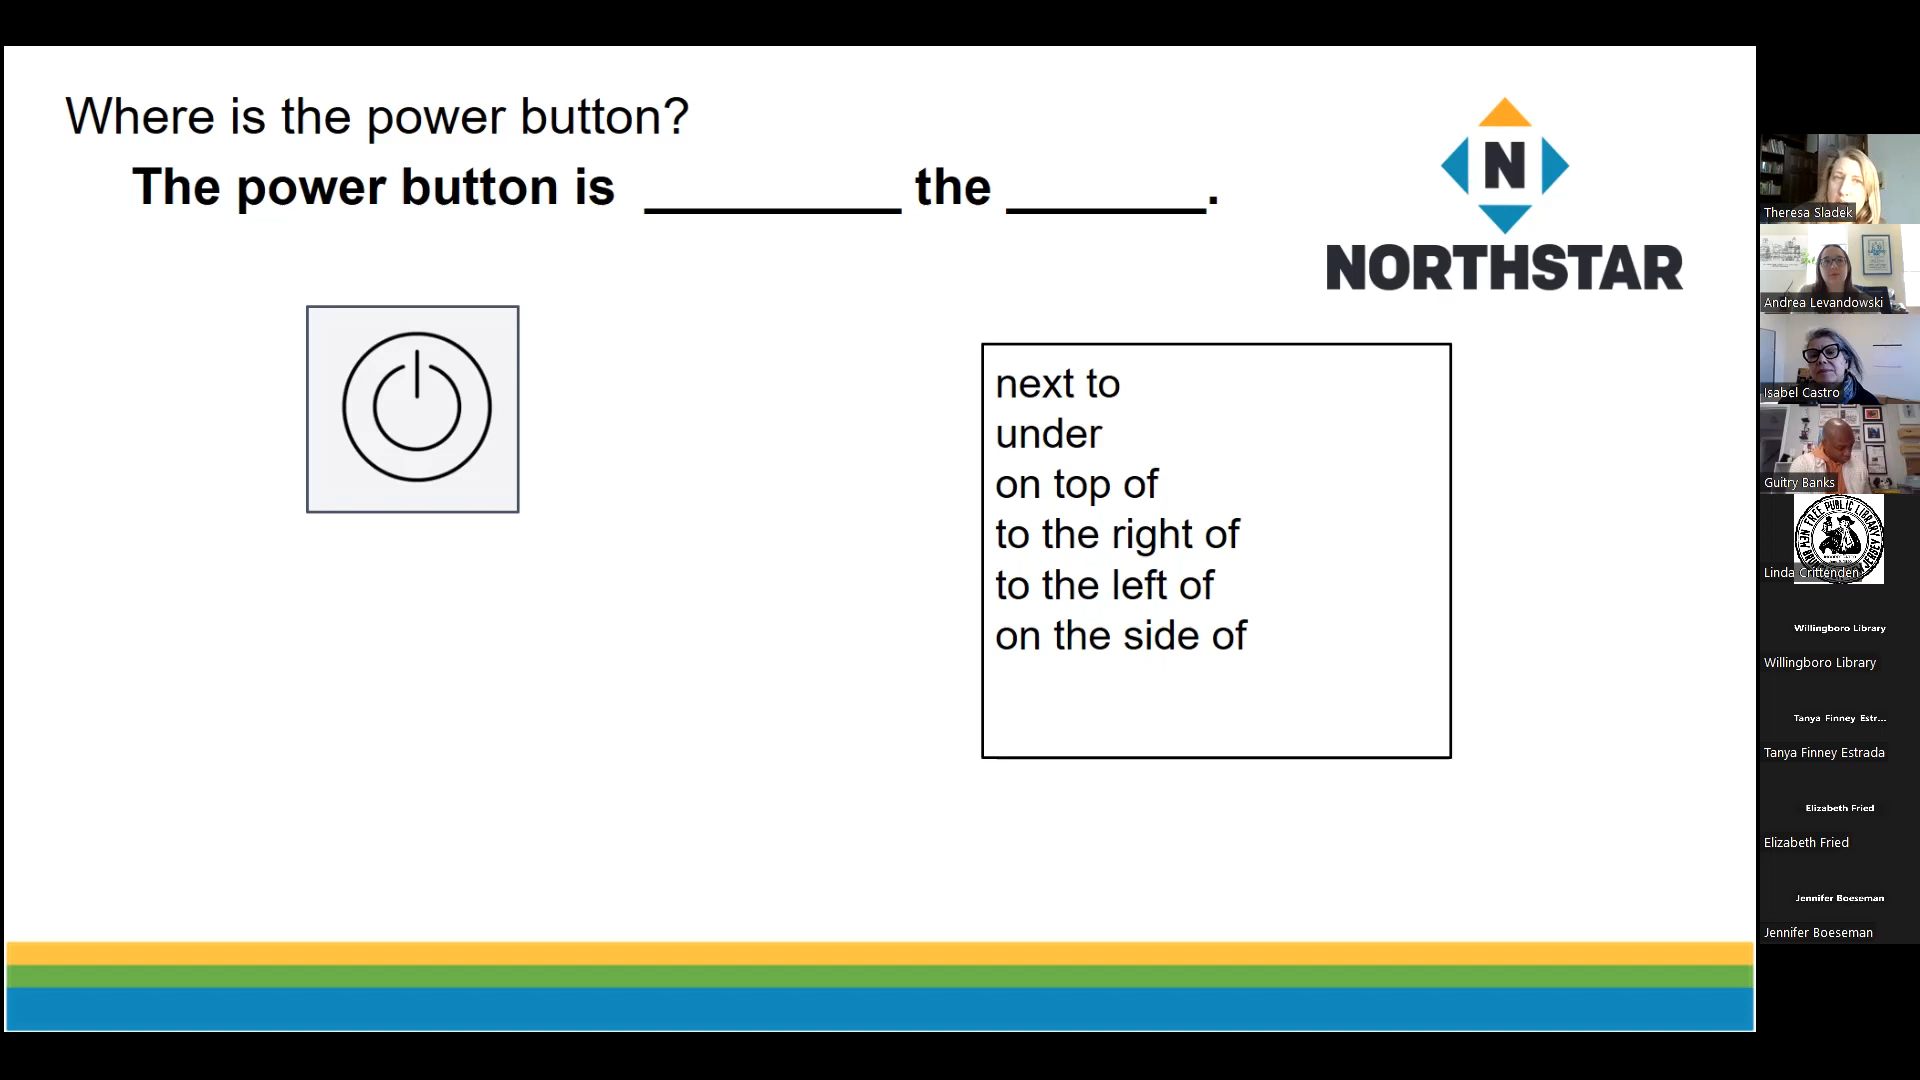 Where is the power button?
The power button is _________ the _______.
N
NORTHSTAR
next to
under
on top of
to the right of
to the left of
on the side of
Theresa Sladek
Andrea Levandowski
Isabel Castro
Guitry Banks
FREE PUBLIC LIBRARY
Linda Crittenden
Willingboro Library
Willingboro Library
Tanya Finney Estr...
Tanya Finney Estrada
Elizabeth Fried
Elizabeth Fried
Jennifer Boeseman
Jennifer Boeseman